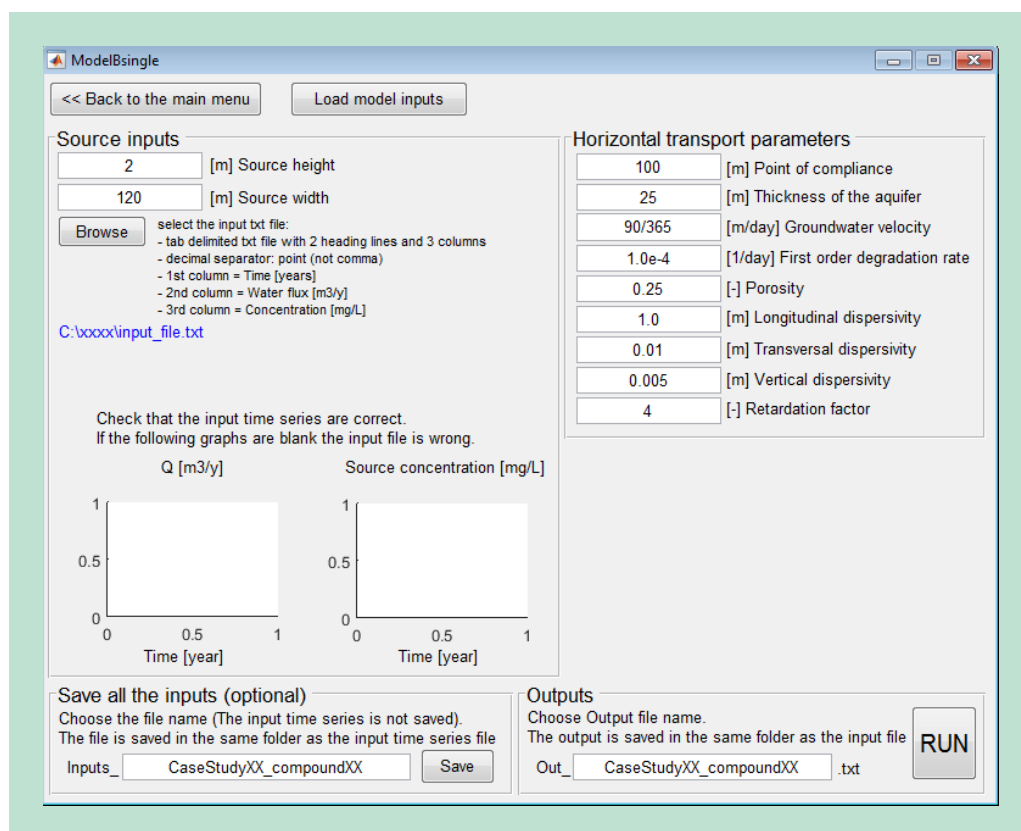 ModelBsingle
<< Back to the main menu
Load model inputs
Source inputs
2 [m] Source height
120 [m] Source width
Browse
select the input txt file:
- tab delimited txt file with 2 heading lines and 3 columns
- decimal separator: point (not comma)
- 1st column = Time [years]
- 2nd column = Water flux [m3/y]
- 3rd column = Concentration [mg/L]
C:\xxxx\input_file.txt
Check that the input time series are correct.
If the following graphs are blank the input file is wrong.
Q [m3/y]
1
0.5
0
0 0.5 1
Time [year]
Source concentration [mg/L]
1
0.5
0
0 0.5 1
Time [year]
Horizontal transport parameters
100 [m] Point of compliance
25 [m] Thickness of the aquifer
90/365 [m/day] Groundwater velocity
1.0e-4 [1/day] First order degradation rate
0.25 [-] Porosity
1.0 [m] Longitudinal dispersivity
0.01 [m] Transversal dispersivity
0.005 [m] Vertical dispersivity
4 [-] Retardation factor
Save all the inputs (optional)
Choose the file name (The input time series is not saved).
The file is saved in the same folder as the input time series file
Inputs_ CaseStudyXX_compoundXX Save
Outputs
Choose Output file name.
The output is saved in the same folder as the input file
Out_ CaseStudyXX_compoundXX .txt
RUN